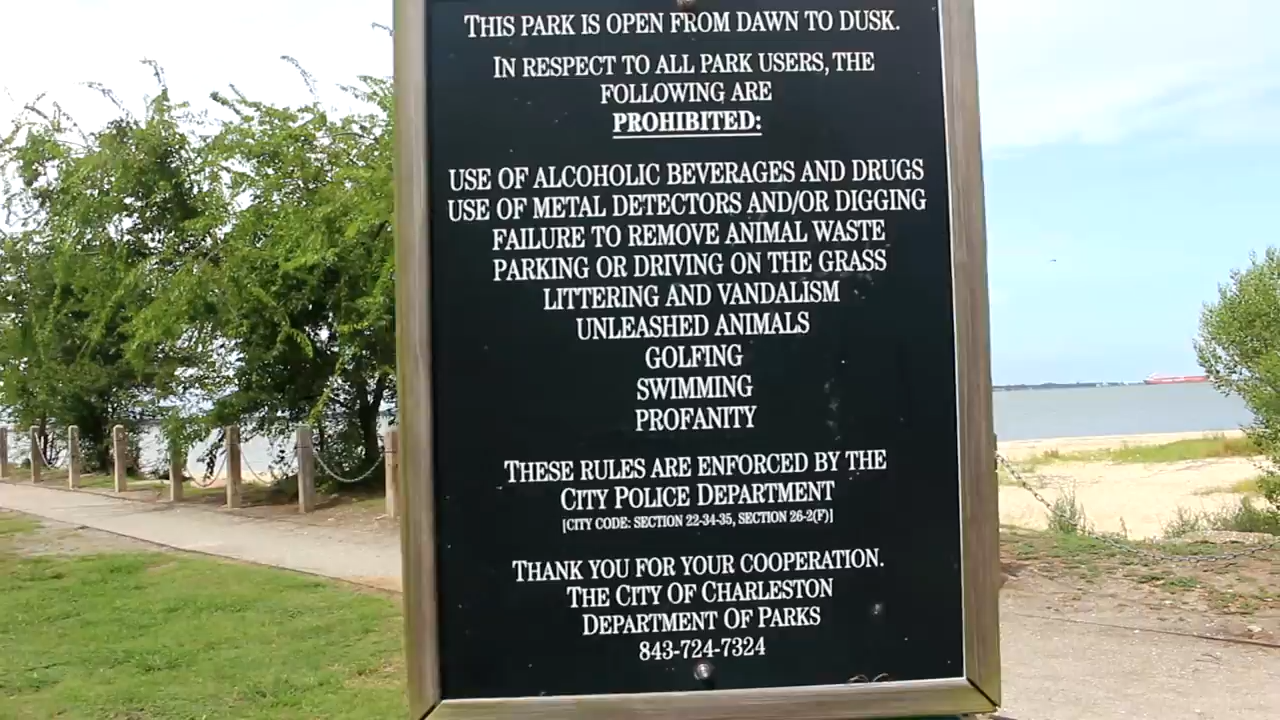 THIS PARK IS OPEN FROM DAWN TO DUSK.
IN RESPECT TO ALL PARK USERS, THE
FOLLOWING ARE
PROHIBITED:
USE OF ALCOHOLIC BEVERAGES AND DRUGS
USE OF METAL DETECTORS AND/OR DIGGING
FAILURE TO REMOVE ANIMAL WASTE
PARKING OR DRIVING ON THE GRASS
LITTERING AND VANDALISM
UNLEASHED ANIMALS
GOLFING
SWIMMING
PROFANITY
THESE RULES ARE ENFORCED BY THE
CITY POLICE DEPARTMENT
[CITY CODE: SECTION 22-34-35, SECTION 26-2(F)]
THANK YOU FOR YOUR COOPERATION.
THE CITY OF CHARLESTON
DEPARTMENT OF PARKS
843-724-7324